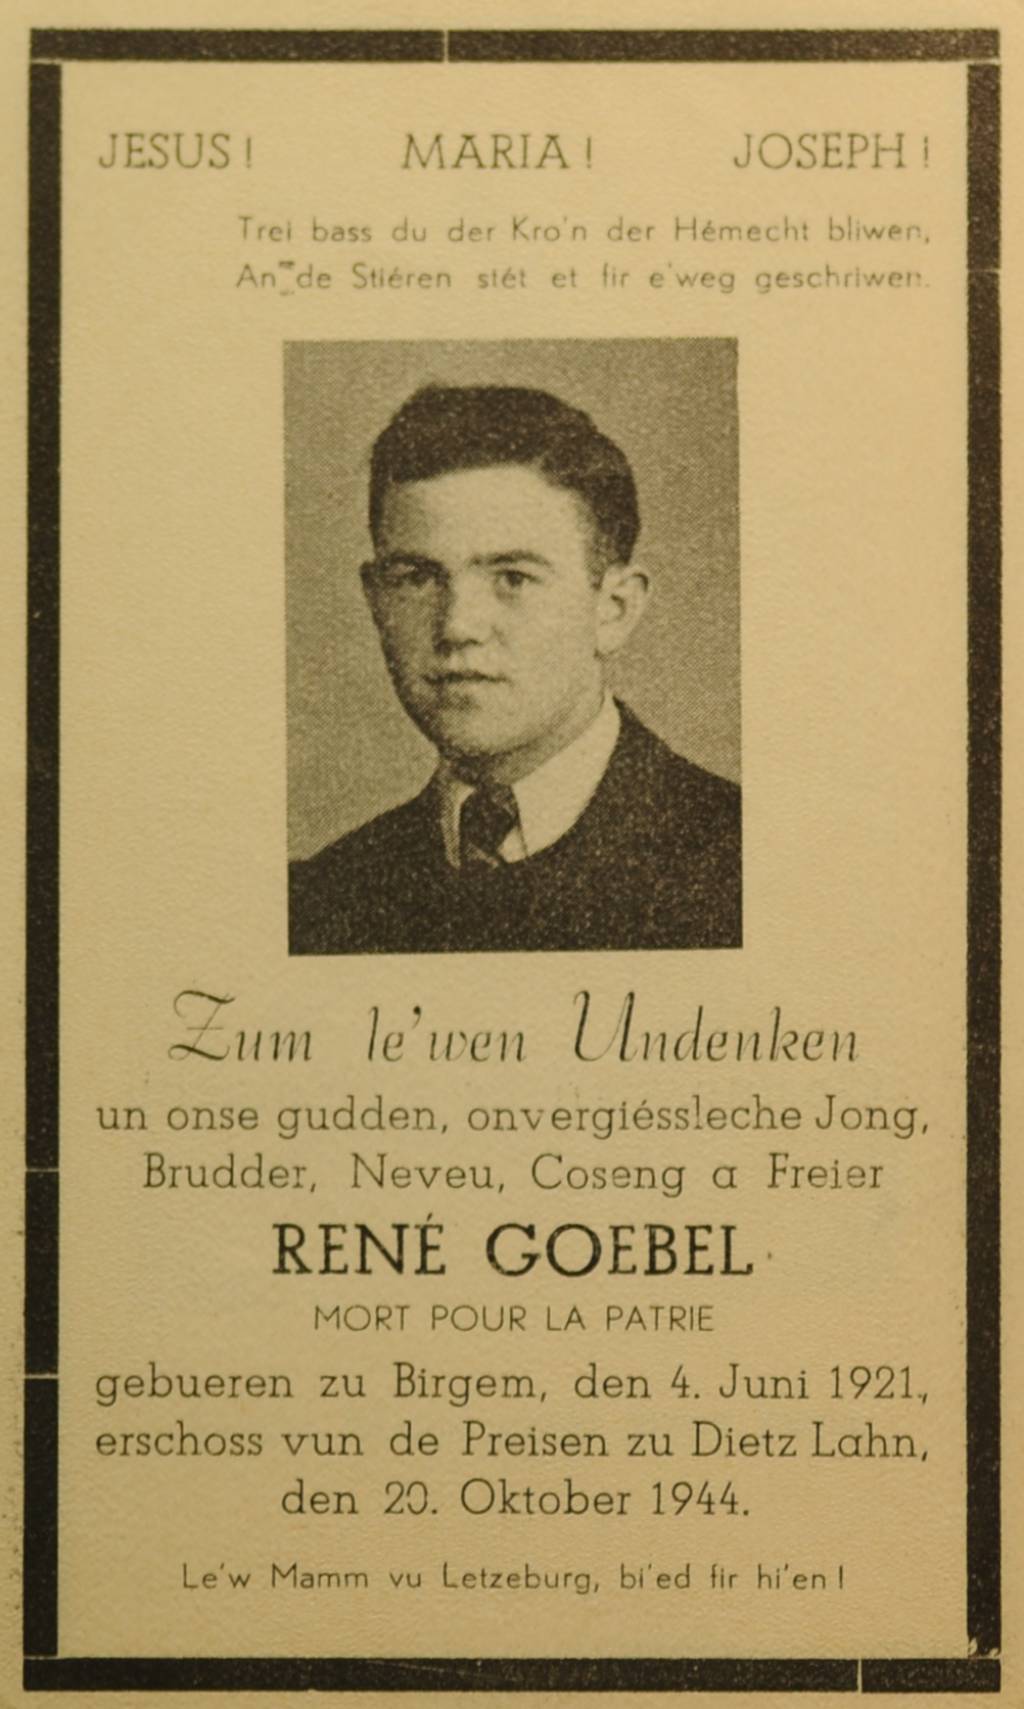 JESUS! MARIA! JOSEPH!
Trei bass du der Kro'n der Hémecht bliwen,
An de Stiéren stét et fir e'weg geschriwen.
Zum le'wen Undenken
un onse gudden, onvergiéssleche Jong,
Brudder, Neveu, Coseng a Freier
RENÉ GOEBEL
MORT POUR LA PATRIE
gebueren zu Birgem, den 4. Juni 1921.,
erschoss vun de Preisen zu Dietz Lahn,
den 20. Oktober 1944.
Le'w Mamm vu Letzeburg, bi'ed fir hi'en!